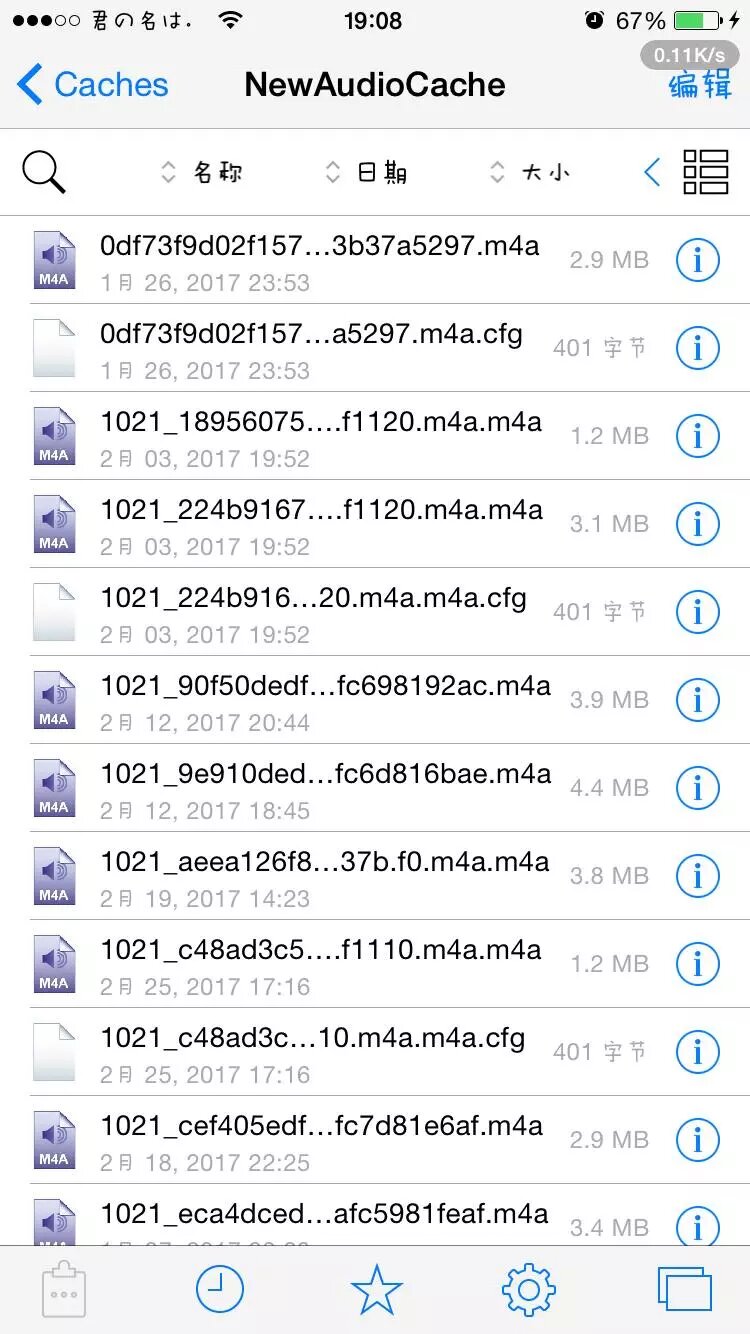 君の名は. 19:08 67%
0.11K/s
Caches NewAudioCache 编辑
名称 日期 大小
0df73f9d02f157...3b37a5297.m4a 2.9 MB
M4A
1月 26, 2017 23:53
0df73f9d02f157...a5297.m4a.cfg 401 字节
1月 26, 2017 23:53
1021_18956075....f1120.m4a.m4a 1.2 MB
M4A
2月 03, 2017 19:52
1021_224b9167....f1120.m4a.m4a 3.1 MB
M4A
2月 03, 2017 19:52
1021_224b916...20.m4a.m4a.cfg 401 字节
2月 03, 2017 19:52
1021_90f50dedf...fc698192ac.m4a 3.9 MB
M4A
2月 12, 2017 20:44
1021_9e910ded...fc6d816bae.m4a 4.4 MB
M4A
2月 12, 2017 18:45
1021_aeea126f8...37b.f0.m4a.m4a 3.8 MB
M4A
2月 19, 2017 14:23
1021_c48ad3c5....f1110.m4a.m4a 1.2 MB
M4A
2月 25, 2017 17:16
1021_c48ad3c...10.m4a.m4a.cfg 401 字节
2月 25, 2017 17:16
1021_cef405edf...fc7d81e6af.m4a 2.9 MB
M4A
2月 18, 2017 22:25
1021_eca4dced...afc5981feaf.m4a 3.4 MB